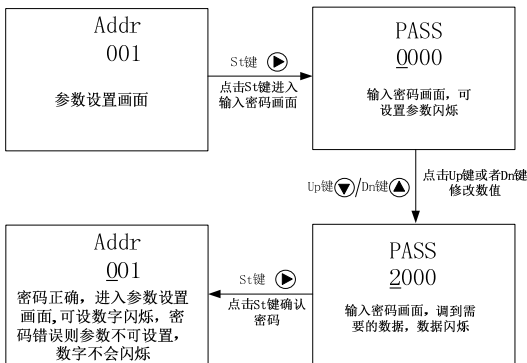 Addr
001
参数设置画面
St键
点击St键进入
输入密码画面
PASS
0000
输入密码画面，可
设置参数闪烁
Up键/Dn键
点击Up键或者Dn键
修改数值
PASS
2000
输入密码画面，调到需
要的数据，数据闪烁
St键
点击St键确认
密码
Addr
001
密码正确，进入参数设置
画面,可设数字闪烁，密
码错误则参数不可设置，
数字不会闪烁